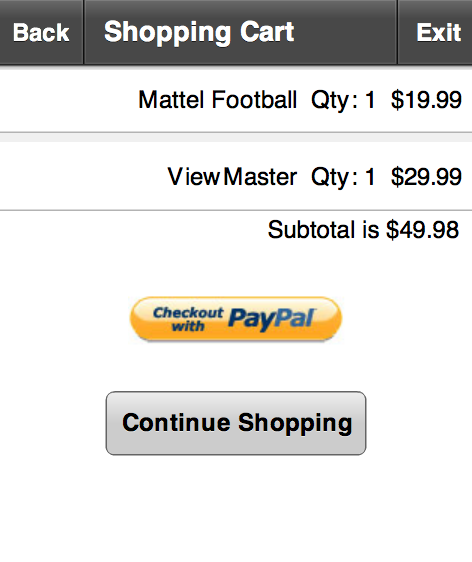 Back Shopping Cart Exit
Mattel Football Qty: 1 $19.99
ViewMaster Qty: 1 $29.99
Subtotal is $49.98
Checkout
with PayPal
Continue Shopping